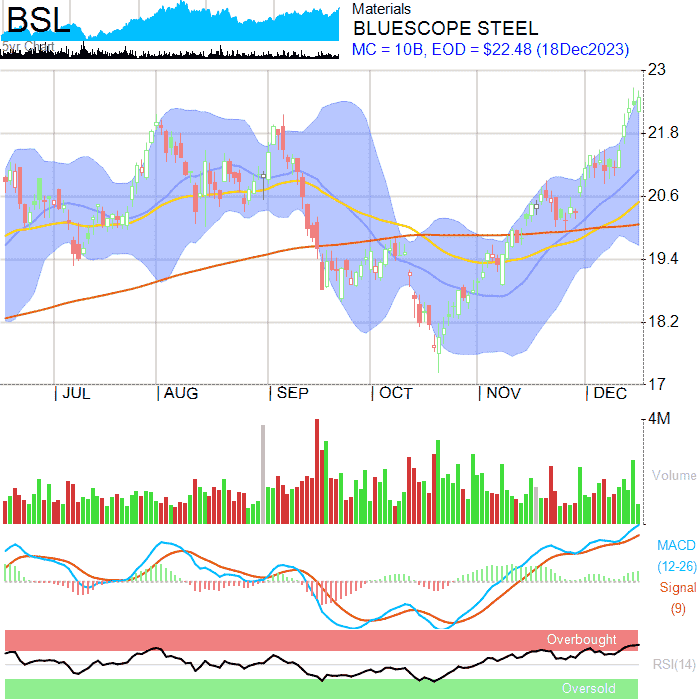 BSL
5yr Chart
Materials
BLUESCOPE STEEL
MC = 10B, EOD = $22.48 (18Dec2023)
23
21.8
20.6
19.4
18.2
17
JUL
AUG
SEP
OCT
NOV
DEC
4M
Volume
MACD
(12-26)
Signal
(9)
Overbought
RSI(14)
Oversold